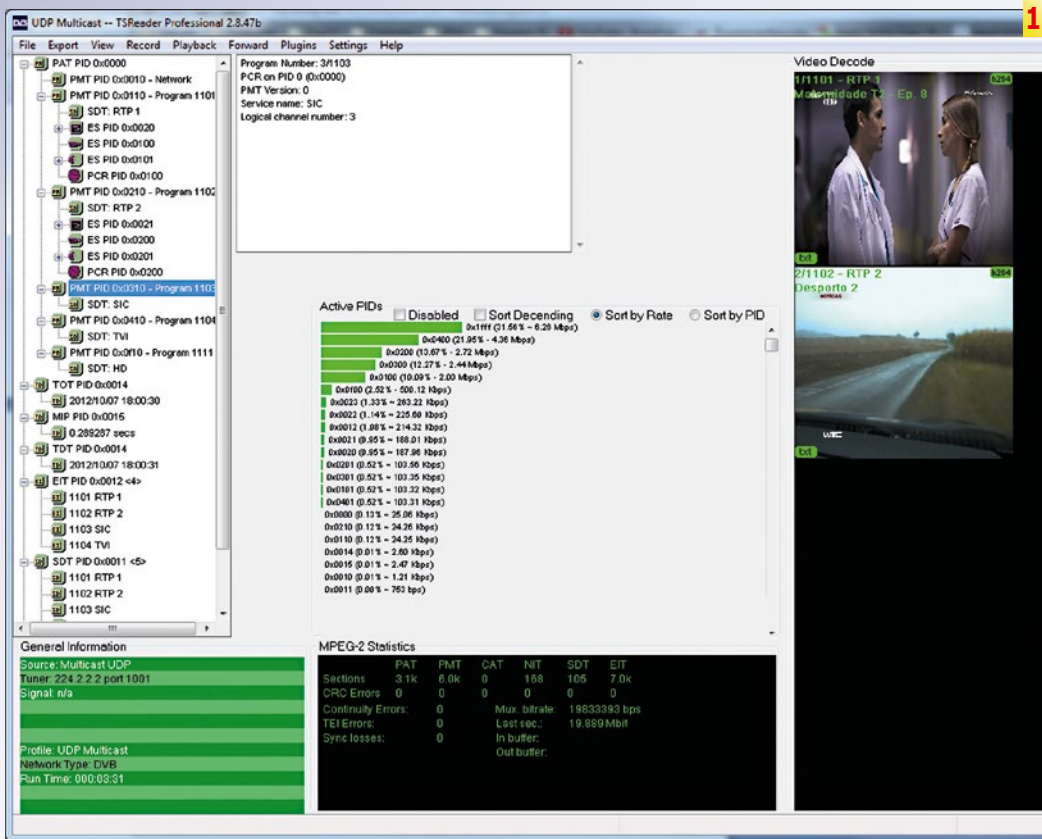 1
UDP Multicast -- TSReader Professional 2.8.47b
File Export View Record Playback Forward Plugins Settings Help
PAT PID 0x0000
PMT PID 0x0010 - Network
PMT PID 0x0110 - Program 1101
SDT: RTP 1
ES PID 0x0020
ES PID 0x0100
ES PID 0x0101
PCR PID 0x0100
PMT PID 0x0210 - Program 1102
SDT: RTP 2
ES PID 0x0021
ES PID 0x0200
ES PID 0x0201
PCR PID 0x0200
PMT PID 0x0310 - Program 1103
SDT: SIC
PMT PID 0x0410 - Program 1104
SDT: TVI
PMT PID 0x0f10 - Program 1111
SDT: HD
TOT PID 0x0014
2012/10/07 18:00:30
MIP PID 0x0015
0.289287 secs
TDT PID 0x0014
2012/10/07 18:00:31
EIT PID 0x0012 <4>
1101 RTP 1
1102 RTP 2
1103 SIC
1104 TVI
SDT PID 0x0011 <5>
1101 RTP 1
1102 RTP 2
1103 SIC
Program Number: 3/1103
PCR on PID 0 (0x0000)
PMT Version: 0
Service name: SIC
Logical channel number: 3
Active PIDs
Disabled Sort Decending Sort by Rate Sort by PID
0x1fff (31.56% ~ 6.26 Mbps)
0x0400 (21.95% - 4.36 Mbps)
0x0200 (13.67% - 2.72 Mbps)
0x0300 (12.27% - 2.44 Mbps)
0x0100 (10.09% - 2.00 Mbps)
0x0f00 (2.52% - 500.12 Kbps)
0x0023 (1.33% ~ 263.22 Kbps)
0x0022 (1.14% ~ 225.60 Kbps)
0x0012 (1.08% ~ 214.32 Kbps)
0x0021 (0.95% ~ 188.01 Kbps)
0x0020 (0.95% ~ 187.96 Kbps)
0x0201 (0.52% ~ 103.56 Kbps)
0x0301 (0.52% ~ 103.35 Kbps)
0x0101 (0.52% ~ 103.32 Kbps)
0x0401 (0.52% ~ 103.31 Kbps)
0x0000 (0.13% ~ 25.06 Kbps)
0x0210 (0.12% ~ 24.26 Kbps)
0x0110 (0.12% ~ 24.25 Kbps)
0x0014 (0.01% ~ 2.60 Kbps)
0x0015 (0.01% ~ 2.47 Kbps)
0x0010 (0.01% ~ 1.21 Kbps)
0x0011 (0.00% ~ 753 bps)
Video Decode
1/1101 - RTP 1 h264
Maternidade T2 - Ep. 8
txt
2/1102 - RTP 2 h264
Desporto 2
txt
General Information
Source: Multicast UDP
Tuner: 224.2.2.2 port 1001
Signal: n/a
Profile: UDP Multicast
Network Type: DVB
Run Time: 000:03:31
MPEG-2 Statistics
PAT PMT CAT NIT SDT EIT
Sections 3.1k 6.0k 0 168 105 7.0k
CRC Errors 0 0 0 0 0 0
Continuity Errors: 0 Mux. bitrate: 19833393 bps
TEI Errors: 0 Last sec.: 19.889 Mbit
Sync losses: 0 In buffer:
Out buffer: